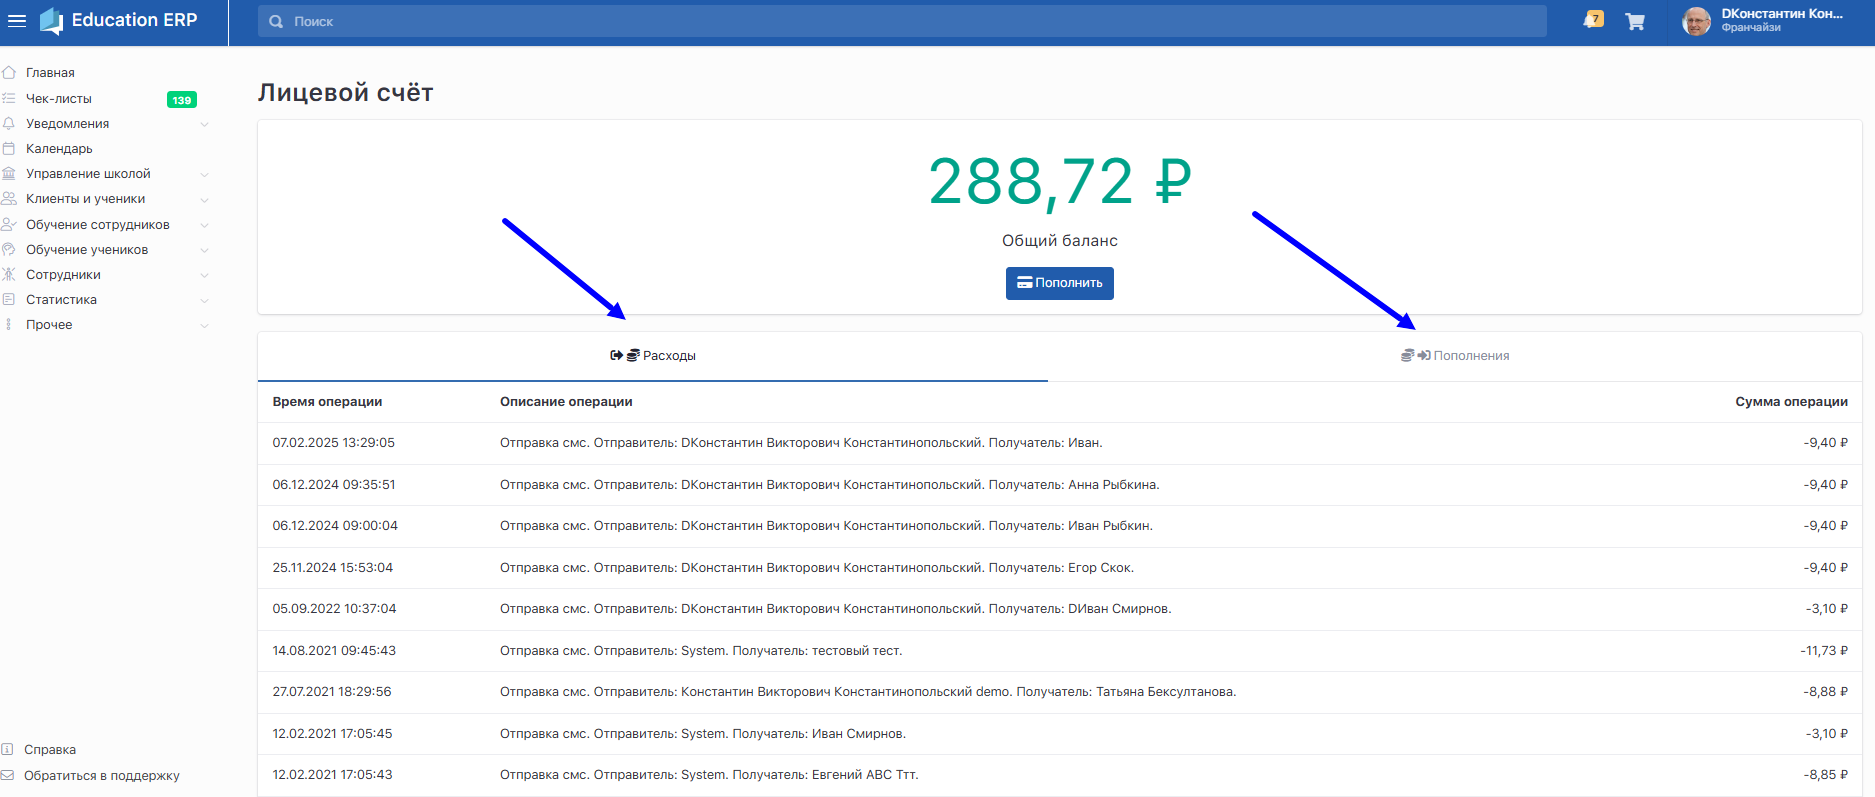 Education ERP
Поиск
7
DКонстантин Кон...
Франчайзи
Главная
Чек-листы
139
Уведомления
Календарь
Управление школой
Клиенты и ученики
Обучение сотрудников
Обучение учеников
Сотрудники
Статистика
Прочее
Справка
Обратиться в поддержку
Лицевой счёт
288,72 ₽
Общий баланс
Пополнить
Расходы
Пополнения
Время операции Описание операции Сумма операции
07.02.2025 13:29:05 Отправка смс. Отправитель: DКонстантин Викторович Константинопольский. Получатель: Иван. -9,40 ₽
06.12.2024 09:35:51 Отправка смс. Отправитель: DКонстантин Викторович Константинопольский. Получатель: Анна Рыбкина. -9,40 ₽
06.12.2024 09:00:04 Отправка смс. Отправитель: DКонстантин Викторович Константинопольский. Получатель: Иван Рыбкин. -9,40 ₽
25.11.2024 15:53:04 Отправка смс. Отправитель: DКонстантин Викторович Константинопольский. Получатель: Егор Скок. -9,40 ₽
05.09.2022 10:37:04 Отправка смс. Отправитель: DКонстантин Викторович Константинопольский. Получатель: DИван Смирнов. -3,10 ₽
14.08.2021 09:45:43 Отправка смс. Отправитель: System. Получатель: тестовый тест. -11,73 ₽
27.07.2021 18:29:56 Отправка смс. Отправитель: Константин Викторович Константинопольский demo. Получатель: Татьяна Бексултанова. -8,88 ₽
12.02.2021 17:05:45 Отправка смс. Отправитель: System. Получатель: Иван Смирнов. -3,10 ₽
12.02.2021 17:05:43 Отправка смс. Отправитель: System. Получатель: Евгений АВС Ттт. -8,85 ₽